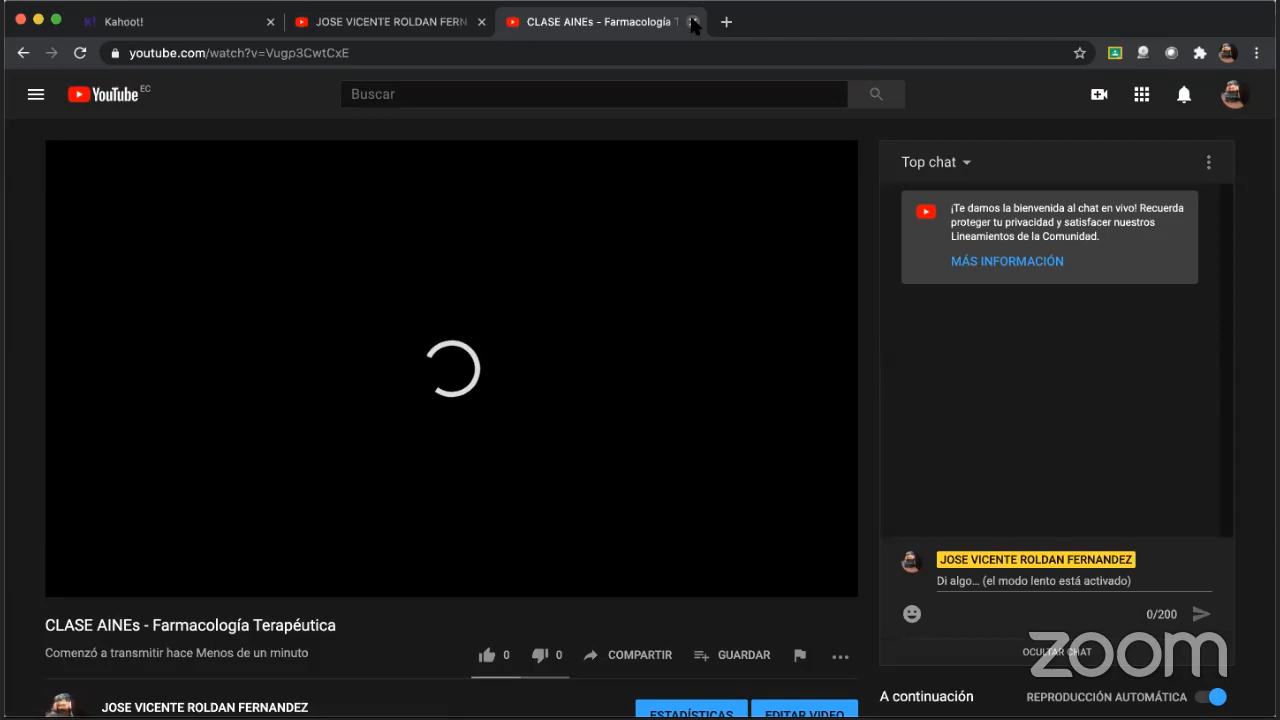 Kahoot!
JOSE VICENTE ROLDAN FERN
CLASE AINEs - Farmacología T
youtube.com/watch?v=Vugp3CwtCxE
YouTube EC
Buscar
Top chat
¡Te damos la bienvenida al chat en vivo! Recuerda
proteger tu privacidad y satisfacer nuestros
Lineamientos de la Comunidad.
MÁS INFORMACIÓN
JOSE VICENTE ROLDAN FERNANDEZ
Di algo... (el modo lento está activado)
0/200
OCULTAR CHAT
zoom
CLASE AINEs - Farmacología Terapéutica
Comenzó a transmitir hace Menos de un minuto
0
0
COMPARTIR
GUARDAR
A continuación
REPRODUCCIÓN AUTOMÁTICA
JOSE VICENTE ROLDAN FERNANDEZ
ESTADÍSTICAS
EDITAR VIDEO